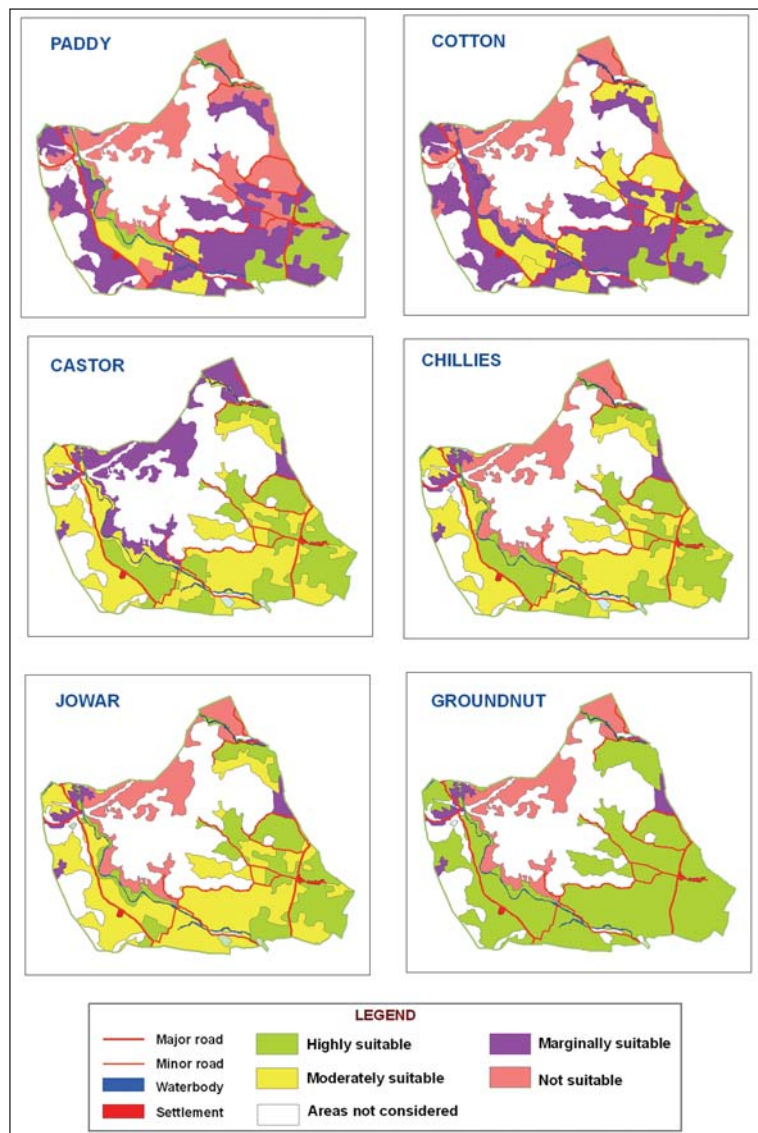 PADDY
COTTON
CASTOR
CHILLIES
JOWAR
GROUNDNUT
LEGEND
Major road
Minor road
Waterbody
Settlement
Highly suitable
Moderately suitable
Areas not considered
Marginally suitable
Not suitable